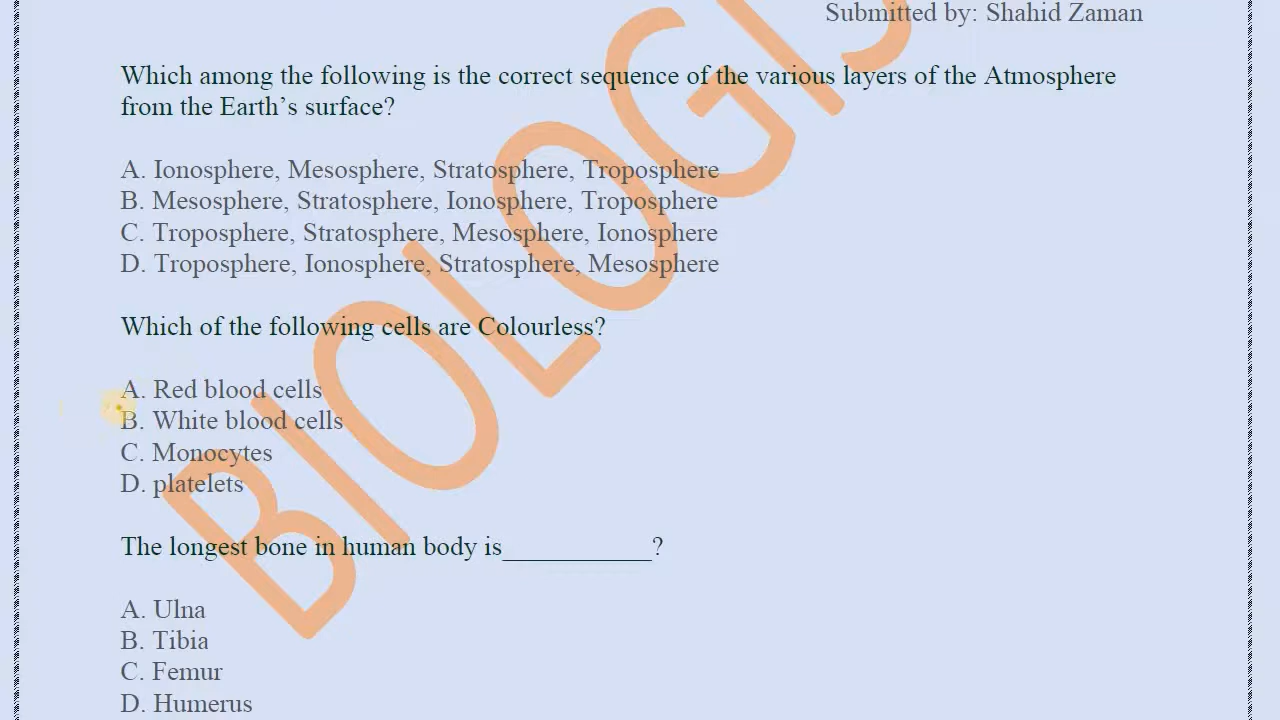 Submitted by: Shahid Zaman
Which among the following is the correct sequence of the various layers of the Atmosphere
from the Earth’s surface?
A. Ionosphere, Mesosphere, Stratosphere, Troposphere
B. Mesosphere, Stratosphere, Ionosphere, Troposphere
C. Troposphere, Stratosphere, Mesosphere, Ionosphere
D. Troposphere, Ionosphere, Stratosphere, Mesosphere
Which of the following cells are Colourless?
A. Red blood cells
B. White blood cells
C. Monocytes
D. platelets
The longest bone in human body is___________?
A. Ulna
B. Tibia
C. Femur
D. Humerus